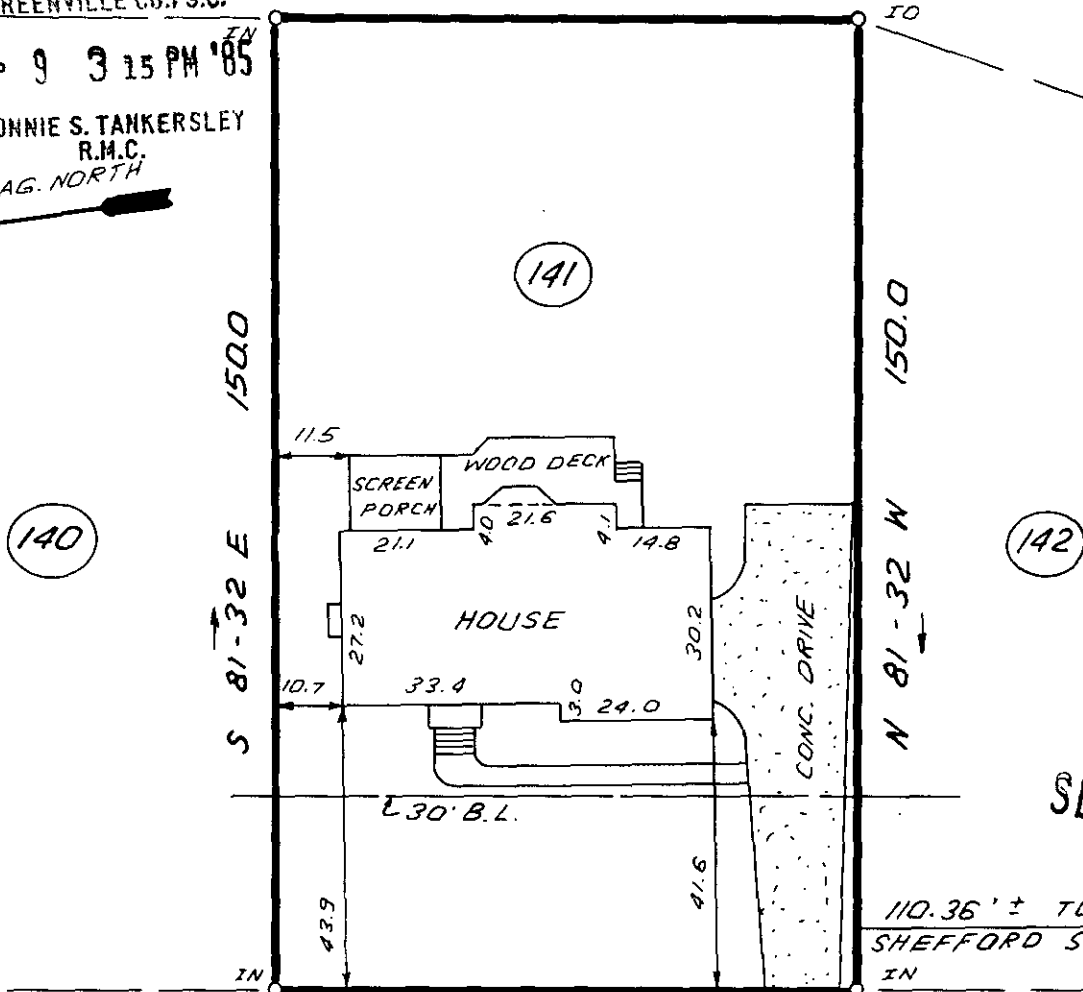 REENVILLE CO., S.C.
9 3 15 PM '85
ONNIE S. TANKERSLEY
R.M.C.
AG. NORTH
IN
IO
141
150.0
150.0
11.5
SCREEN
PORCH
WOOD DECK
21.1
4.0
21.6
4.1
14.8
140
142
S 81-32 E
N 81-32 W
27.2
HOUSE
30.2
CONC. DRIVE
10.7
33.4
3.0
24.0
30' B.L.
43.9
41.6
110.36' ±
SHEFFORD S
IN
IN